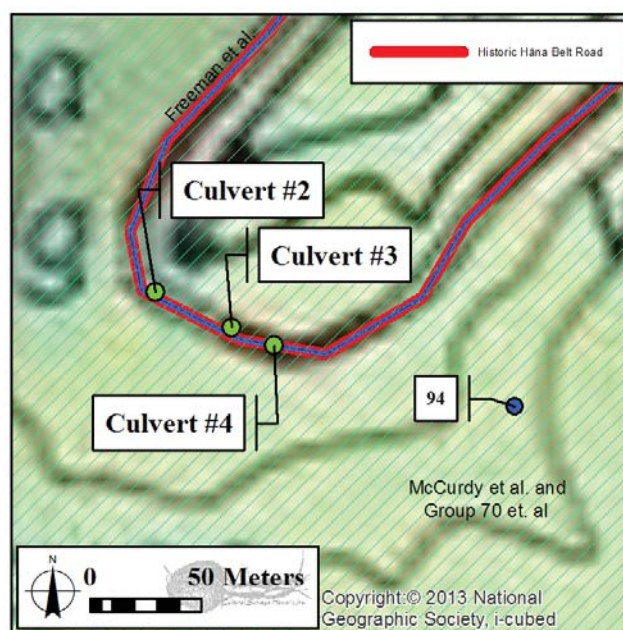 Historic Hāna Belt Road
Freeman et al.
Culvert #2
Culvert #3
Culvert #4
94
McCurdy et al. and
Group 70 et. al
N
0 50 Meters
Copyright:© 2013 National
Geographic Society, i-cubed